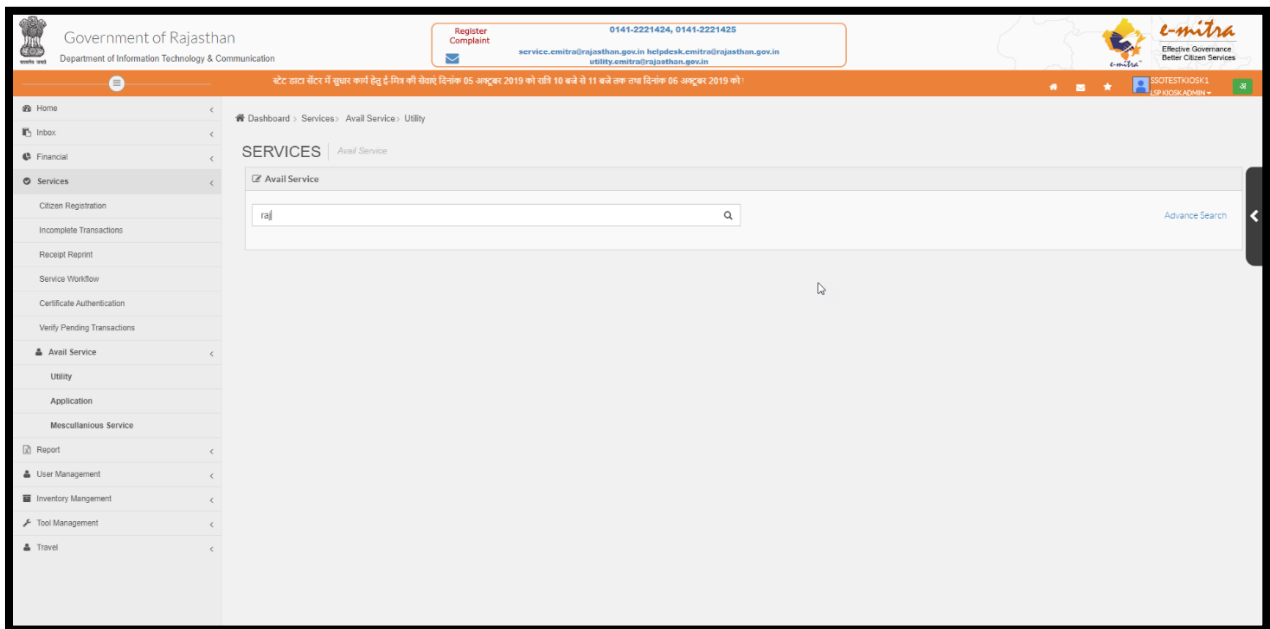 Government of Rajasthan
Department of Information Technology & Communication
Register
Complaint
0141-2221424, 0141-2221425
service.emitra@rajasthan.gov.in helpdesk.emitra@rajasthan.gov.in
utility.emitra@rajasthan.gov.in
e-mitra
e-mitra
Effective Governance
Better Citizen Services
स्टेट डाटा सेंटर में सुधार कार्य हेतु ई-मित्र की सेवाएं दिनांक 05 अक्टूबर 2019 को रात्रि 10 बजे से 11 बजे तक तथा दिनांक 06 अक्टूबर 2019 को
SSOTESTKIOSK1
LSP KIOSK ADMIN
Home
Inbox
Financial
Services
Citizen Registration
Incomplete Transactions
Receipt Reprint
Service Workflow
Certificate Authentication
Verify Pending Transactions
Avail Service
Utility
Application
Mescullanious Service
Report
User Management
Inventory Mangement
Tool Management
Travel
Dashboard > Services > Avail Service > Utility
SERVICES Avail Service
Avail Service
raj
Advance Search